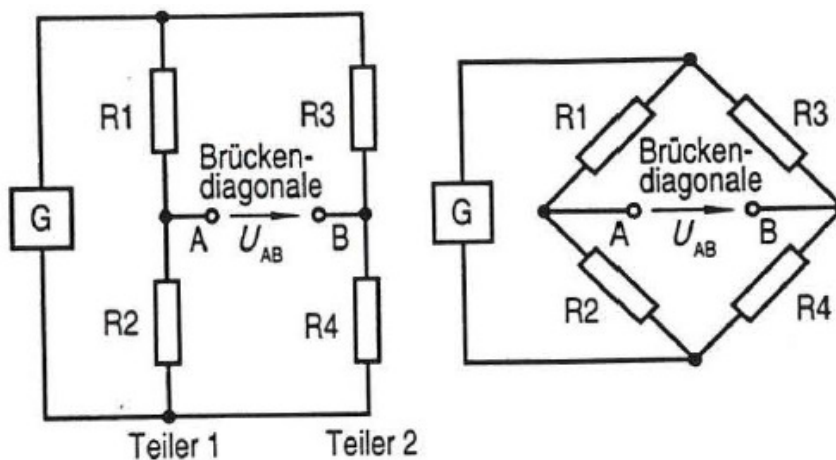 R1
R3
Brücken-
diagonale
G
A
U_AB
B
R2
R4
Teiler 1
Teiler 2
R1
R3
Brücken-
diagonale
G
A
U_AB
B
R2
R4